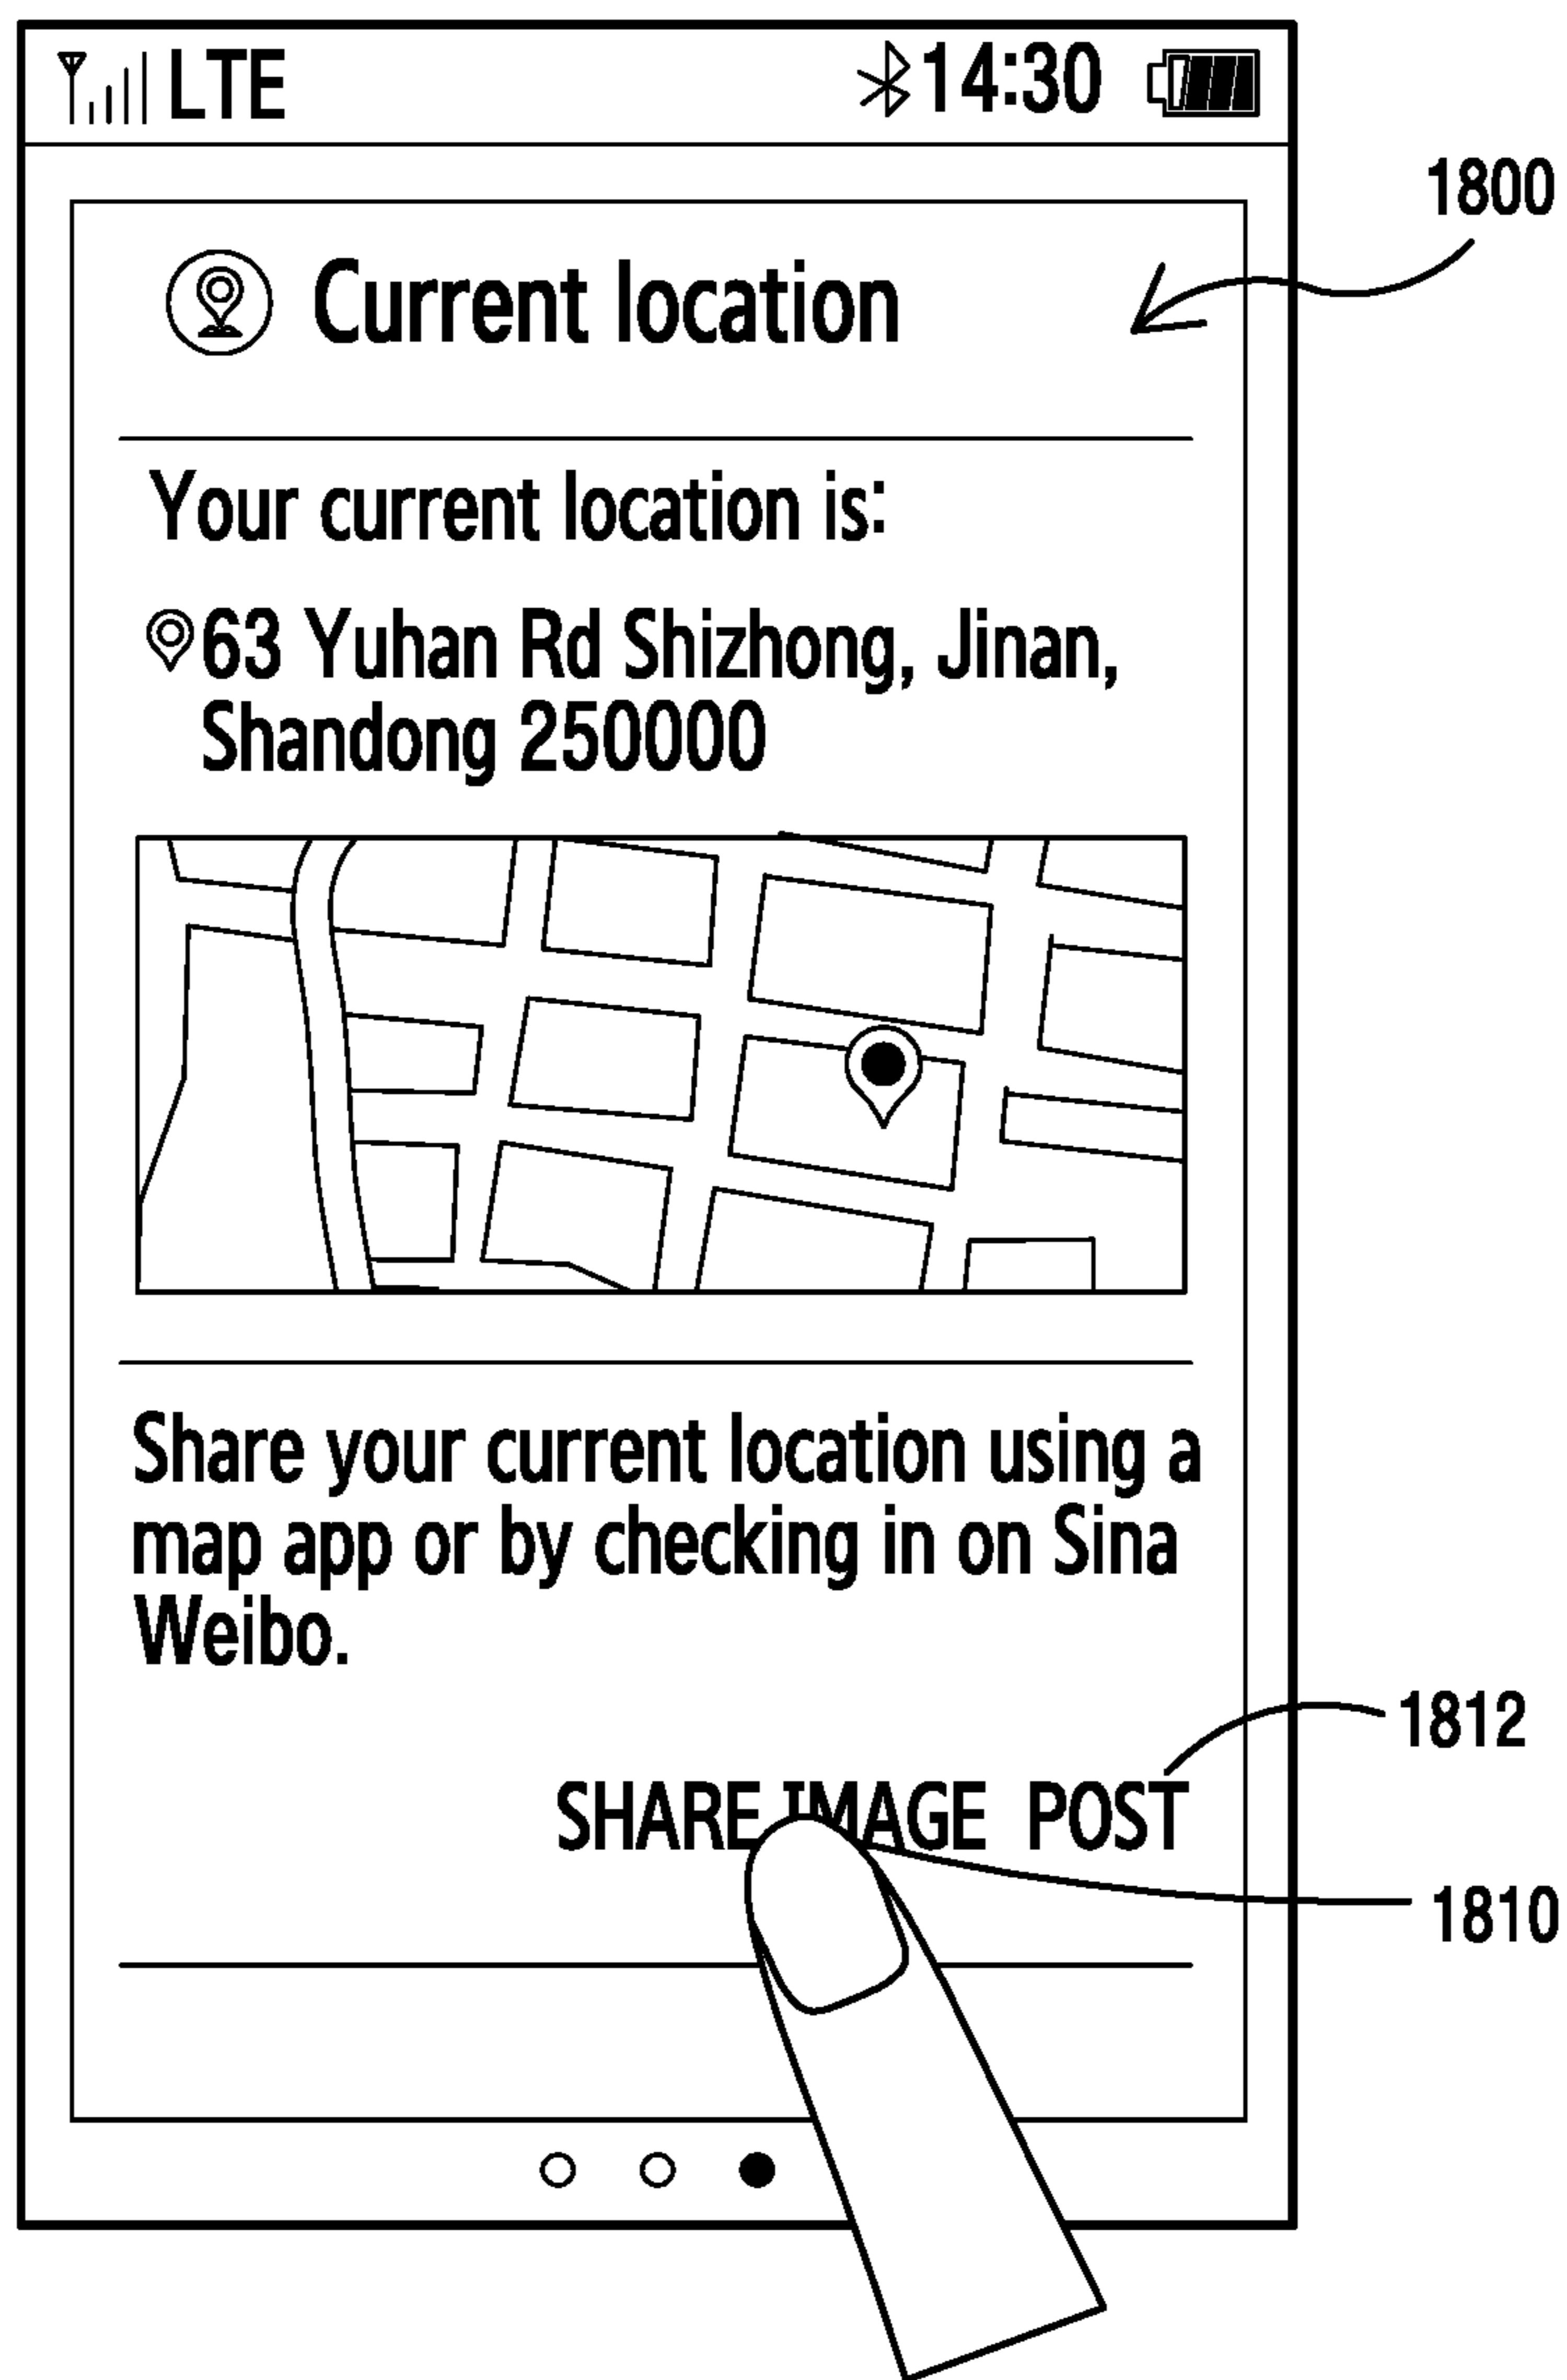 LTE 14:30
1800
Current location
Your current location is:
63 Yuhan Rd Shizhong, Jinan,
Shandong 250000
Share your current location using a
map app or by checking in on Sina
Weibo.
1812
SHARE IMAGE POST
1810